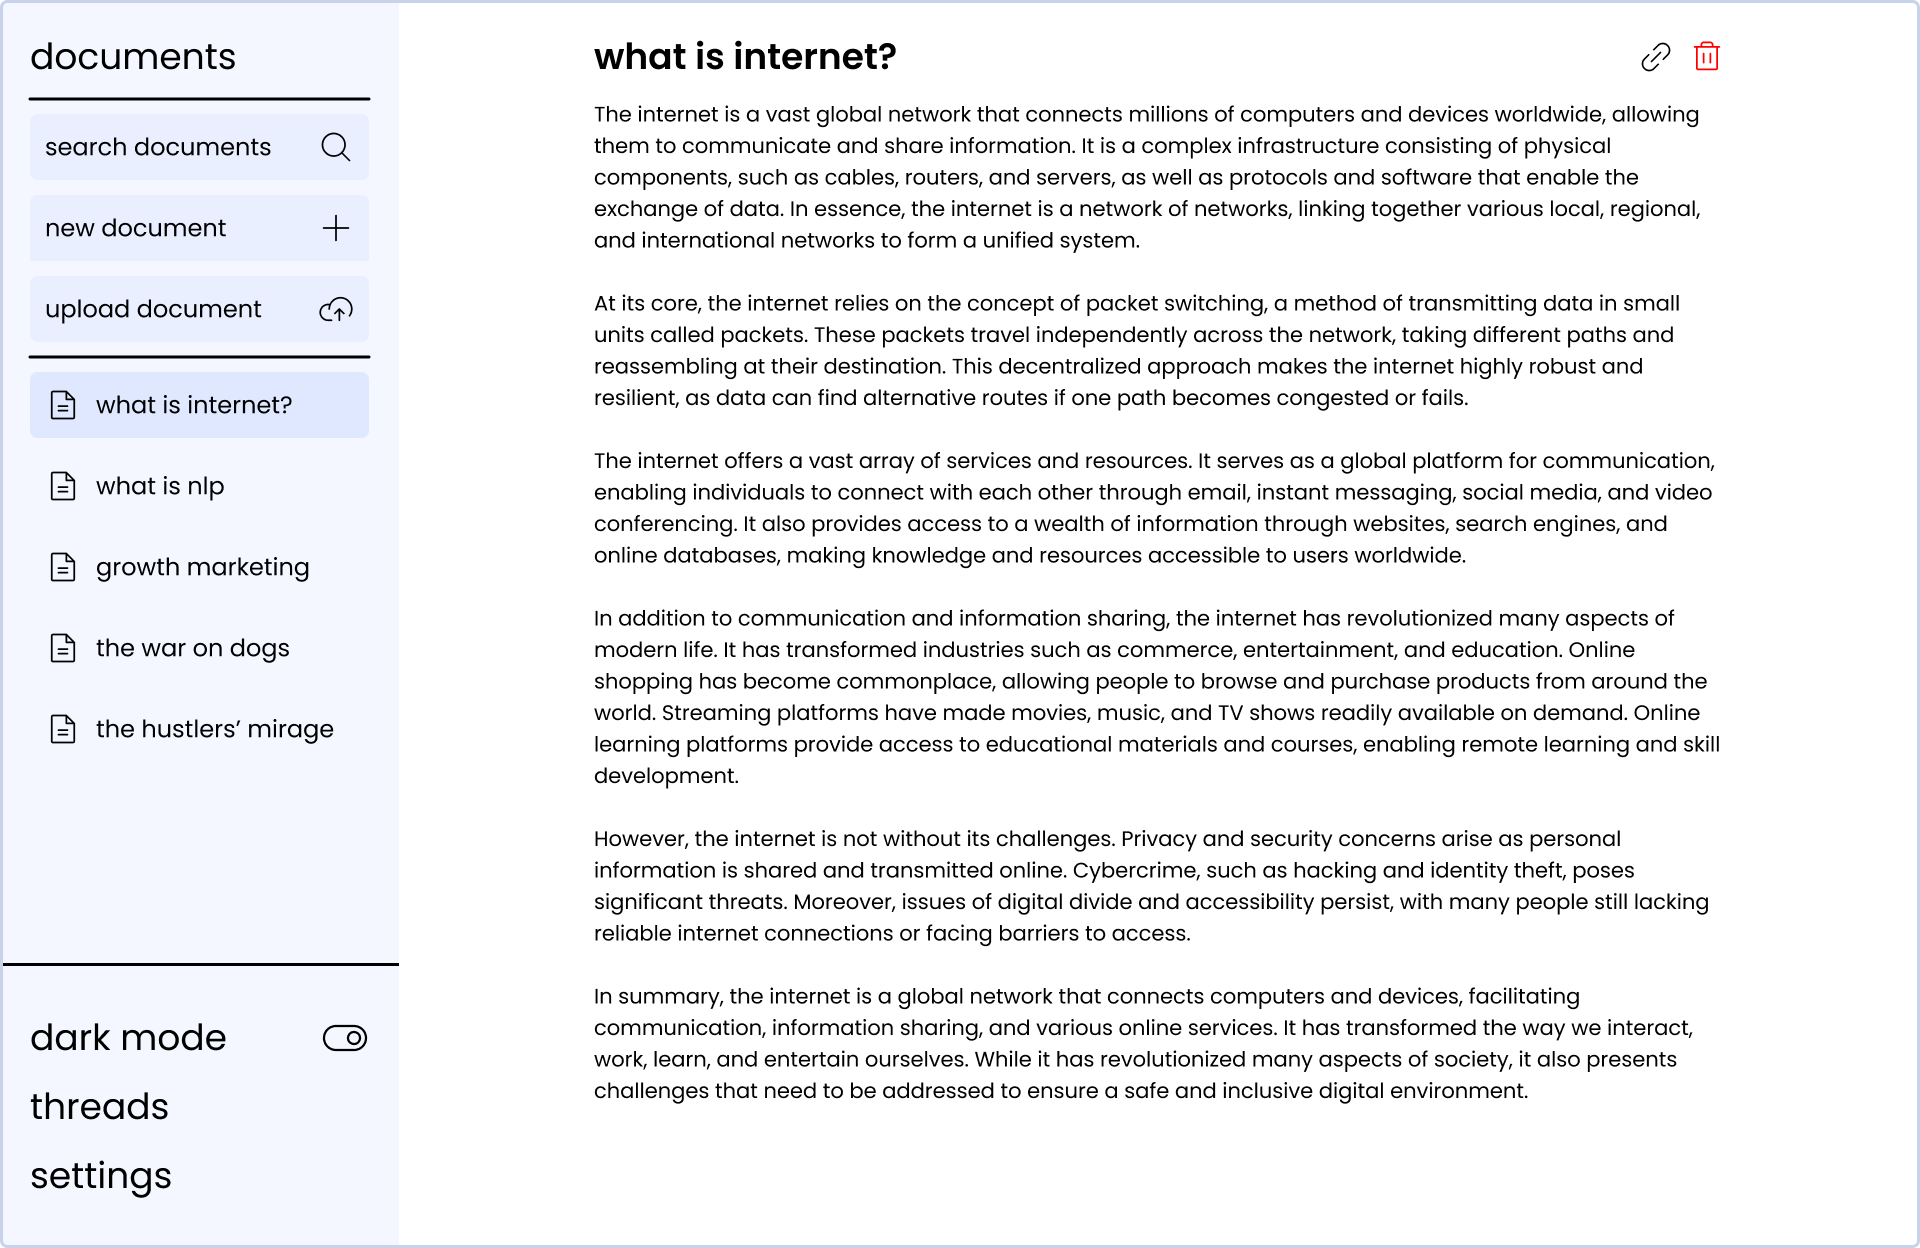 documents
search documents
new document
upload document
what is internet?
what is nlp
growth marketing
the war on dogs
the hustlers’ mirage
dark mode
threads
settings
what is internet?
The internet is a vast global network that connects millions of computers and devices worldwide, allowing
them to communicate and share information. It is a complex infrastructure consisting of physical
components, such as cables, routers, and servers, as well as protocols and software that enable the
exchange of data. In essence, the internet is a network of networks, linking together various local, regional,
and international networks to form a unified system.
At its core, the internet relies on the concept of packet switching, a method of transmitting data in small
units called packets. These packets travel independently across the network, taking different paths and
reassembling at their destination. This decentralized approach makes the internet highly robust and
resilient, as data can find alternative routes if one path becomes congested or fails.
The internet offers a vast array of services and resources. It serves as a global platform for communication,
enabling individuals to connect with each other through email, instant messaging, social media, and video
conferencing. It also provides access to a wealth of information through websites, search engines, and
online databases, making knowledge and resources accessible to users worldwide.
In addition to communication and information sharing, the internet has revolutionized many aspects of
modern life. It has transformed industries such as commerce, entertainment, and education. Online
shopping has become commonplace, allowing people to browse and purchase products from around the
world. Streaming platforms have made movies, music, and TV shows readily available on demand. Online
learning platforms provide access to educational materials and courses, enabling remote learning and skill
development.
However, the internet is not without its challenges. Privacy and security concerns arise as personal
information is shared and transmitted online. Cybercrime, such as hacking and identity theft, poses
significant threats. Moreover, issues of digital divide and accessibility persist, with many people still lacking
reliable internet connections or facing barriers to access.
In summary, the internet is a global network that connects computers and devices, facilitating
communication, information sharing, and various online services. It has transformed the way we interact,
work, learn, and entertain ourselves. While it has revolutionized many aspects of society, it also presents
challenges that need to be addressed to ensure a safe and inclusive digital environment.